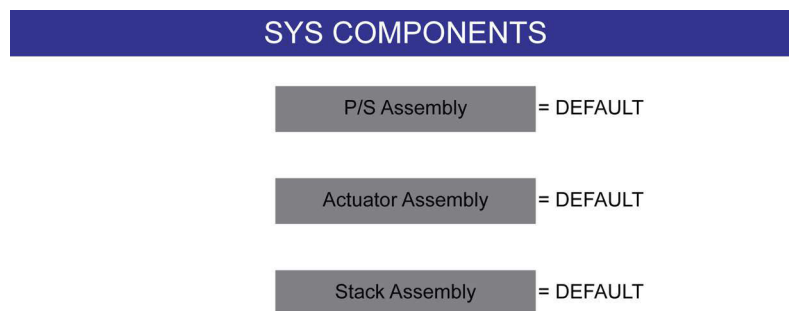 SYS COMPONENTS
P/S Assembly = DEFAULT
Actuator Assembly = DEFAULT
Stack Assembly = DEFAULT